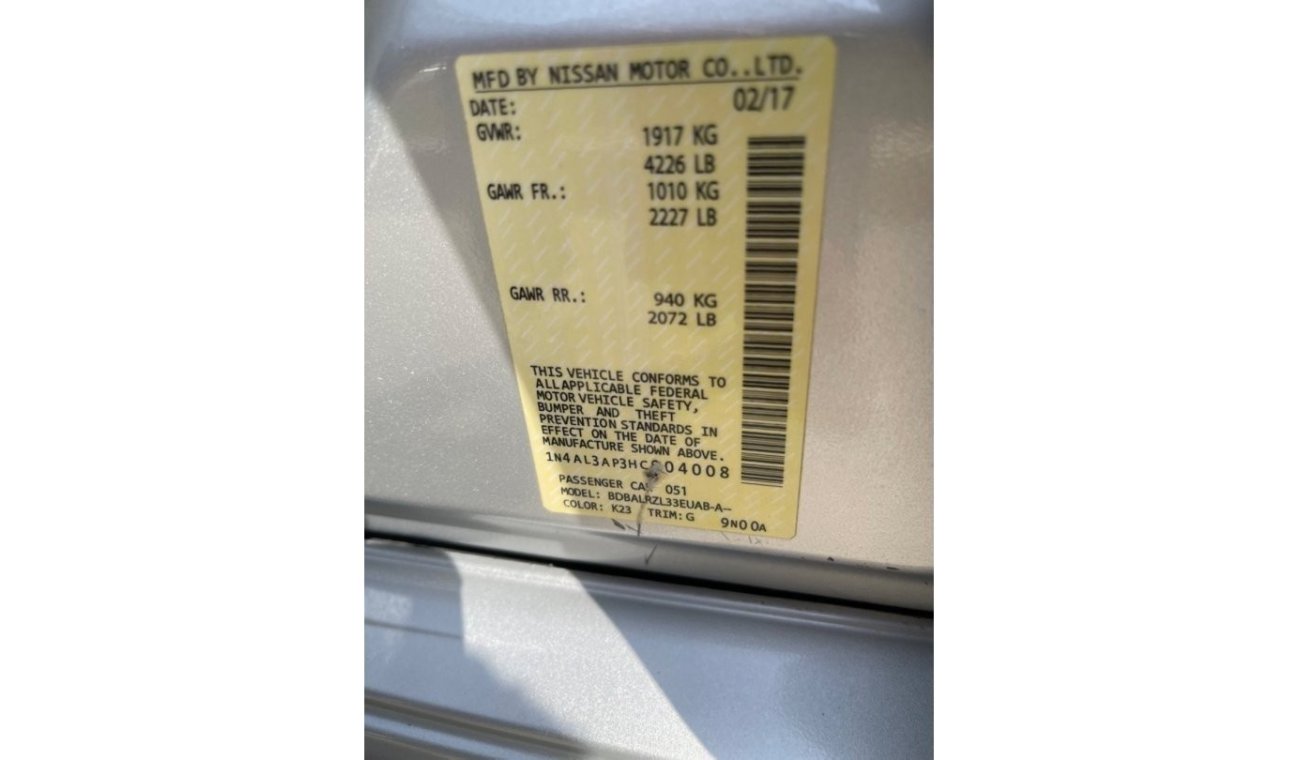 MFD BY NISSAN MOTOR CO..LTD.
DATE: 02/17
GVWR: 1917 KG
4226 LB
GAWR FR.: 1010 KG
2227 LB
GAWR RR.: 940 KG
2072 LB
THIS VEHICLE CONFORMS TO
ALL APPLICABLE FEDERAL
MOTOR VEHICLE SAFETY,
BUMPER AND THEFT
PREVENTION STANDARDS IN
EFFECT ON THE DATE OF
MANUFACTURE SHOWN ABOVE.
PASSENGER CAR 051
MODEL: BDBALRZL33EUAB-A—
COLOR: K23 TRIM:G 9N00A